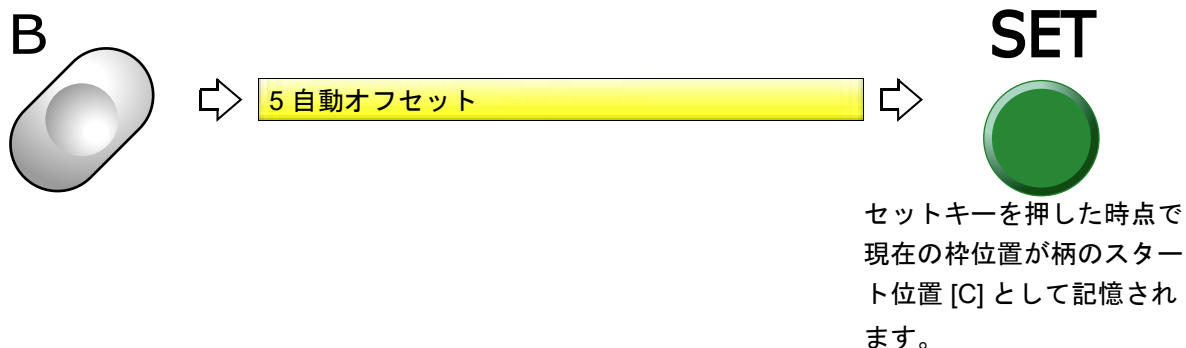 B
5 自動オフセット
SET
セットキーを押した時点で
現在の枠位置が柄のスター
ト位置 [C] として記憶され
ます。